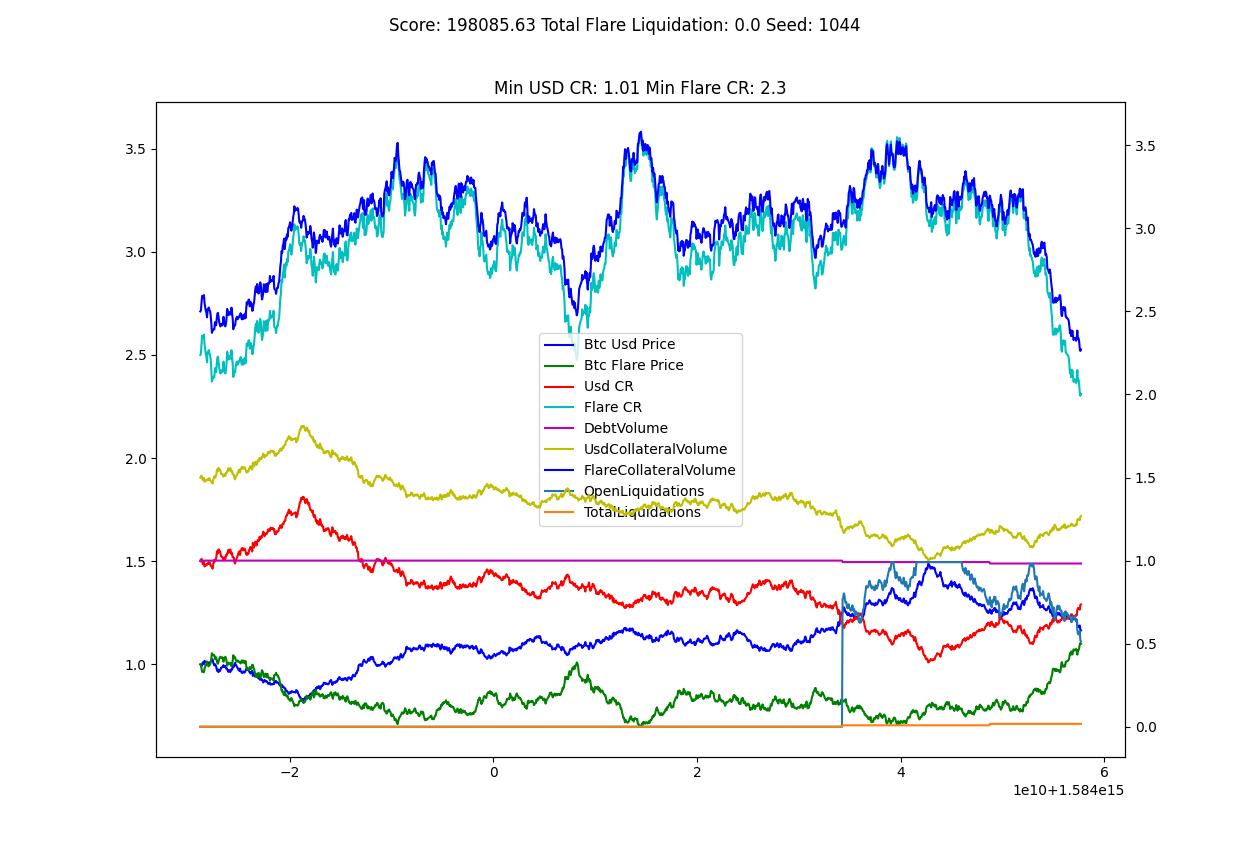 Score: 198085.63 Total Flare Liquidation: 0.0 Seed: 1044
Min USD CR: 1.01 Min Flare CR: 2.3
3.5
3.0
2.5
2.0
1.5
1.0
3.5
3.0
2.5
2.0
1.5
1.0
0.5
0.0
Btc Usd Price
Btc Flare Price
Usd CR
Flare CR
DebtVolume
UsdCollateralVolume
FlareCollateralVolume
OpenLiquidations
TotalLiquidations
−2 0 2 4 6
1e10+1.584e15